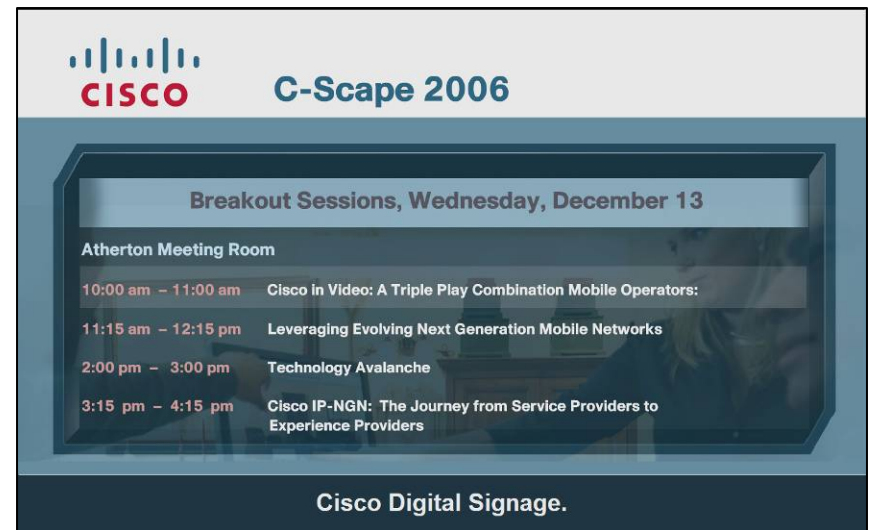 CISCO
C-Scape 2006
Breakout Sessions, Wednesday, December 13
Atherton Meeting Room
10:00 am – 11:00 am Cisco in Video: A Triple Play Combination Mobile Operators:
11:15 am – 12:15 pm Leveraging Evolving Next Generation Mobile Networks
2:00 pm – 3:00 pm Technology Avalanche
3:15 pm – 4:15 pm Cisco IP-NGN: The Journey from Service Providers to
Experience Providers
Cisco Digital Signage.